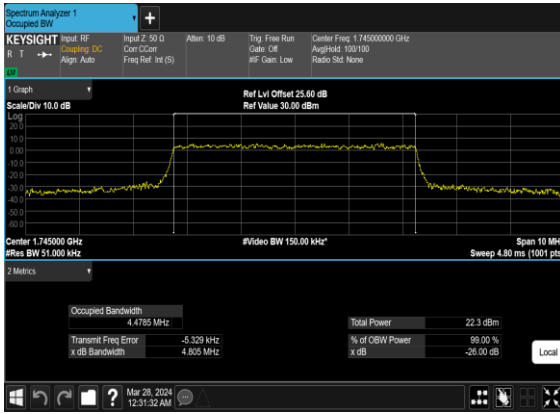 Spectrum Analyzer 1
Occupied BW
+
KEYSIGHT
R T
LXI
Input: RF
Coupling: DC
Align: Auto
Input Z: 50 Ω
Corr CCorr
Freq Ref: Int (S)
Atten: 10 dB
Trig: Free Run
Gate: Off
#IF Gain: Low
Center Freq: 1.745000000 GHz
Avg|Hold: 100/100
Radio Std: None
1 Graph
Scale/Div 10.0 dB
Ref Lvl Offset 25.60 dB
Ref Value 30.00 dBm
Log
20.0
10.0
0.00
-10.0
-20.0
-30.0
-40.0
-50.0
-60.0
Center 1.745000 GHz
#Res BW 51.000 kHz
#Video BW 150.00 kHz*
Span 10 MH
Sweep 4.80 ms (1001 pts
2 Metrics
Occupied Bandwidth
4.4785 MHz
Transmit Freq Error -5.329 kHz
x dB Bandwidth 4.805 MHz
Total Power 22.3 dBm
% of OBW Power 99.00 %
x dB -26.00 dB
Local
?
Mar 28, 2024
12:31:32 AM